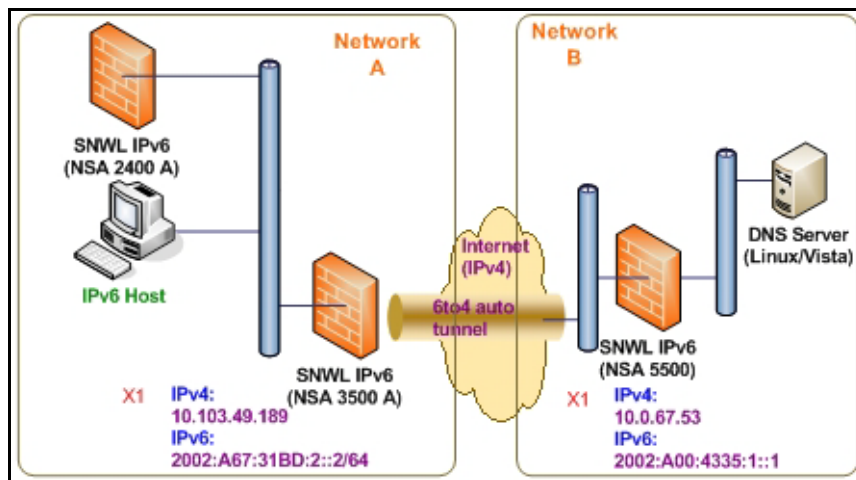 Network
A
Network
B
SNWL IPv6
(NSA 2400 A)
IPv6 Host
Internet
(IPv4)
6to4 auto
tunnel
DNS Server
(Linux/Vista)
SNWL IPv6
(NSA 3500 A)
SNWL IPv6
(NSA 5500)
X1
IPv4:
10.103.49.189
IPv6:
2002:A67:31BD:2::2/64
X1
IPv4:
10.0.67.53
IPv6:
2002:A00:4335:1::1